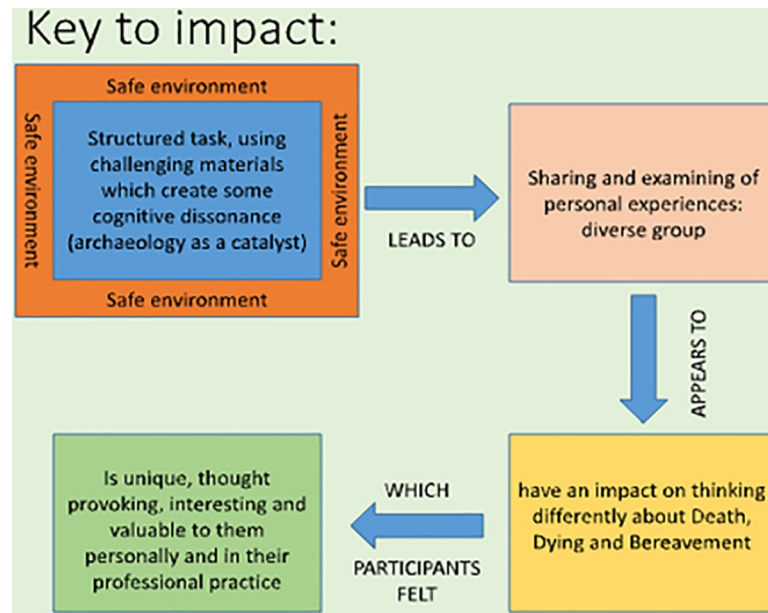 Key to impact:
Safe environment
Safe environment
Structured task, using
challenging materials
which create some
cognitive dissonance
(archaeology as a catalyst)
Safe environment
Safe environment
LEADS TO
Sharing and examining of
personal experiences:
diverse group
APPEARS TO
have an impact on thinking
differently about Death,
Dying and Bereavement
WHICH
PARTICIPANTS
FELT
Is unique, thought
provoking, interesting and
valuable to them
personally and in their
professional practice